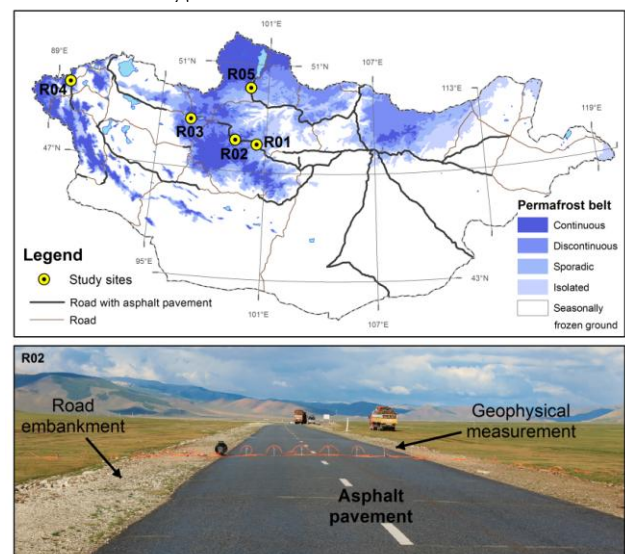 101°E
89°E
51°N
51°N
107°E
R05
113°E
R04
119°E
R03
R01
47°N
R02
Permafrost belt
Continuous
Discontinuous
Sporadic
Isolated
Seasonally
frozen ground
Legend
Study sites
Road with asphalt pavement
Road
95°E
43°N
101°E
107°E
R02
Road
embankment
Geophysical
measurement
Asphalt
pavement